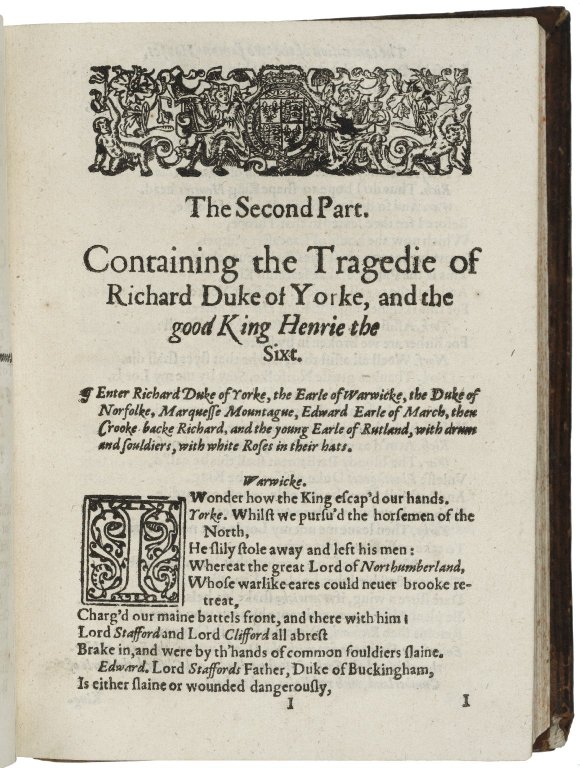 The Second Part.
Containing the Tragedie of
Richard Duke of Yorke, and the
good King Henrie the
Sixt.
¶ Enter Richard Duke of Yorke, the Earle of Warwicke, the Duke of
Norfolke, Marqueſſe Mountague, Edward Earle of March, then
Crooke-backe Richard, and the young Earle of Rutland, with drum
and ſouldiers, with white Roſes in their hats.
Warwicke.
I Wonder how the King eſcap'd our hands.
Yorke. Whilſt we purſu'd the horſemen of the
North,
He ſlily ſtole away and left his men :
Whereat the great Lord of Northumberland,
Whoſe warlike eares could neuer brooke re-
treat,
Charg'd our maine battels front, and there with him :
Lord Stafford and Lord Clifford all abreſt
Brake in, and were by th'hands of common ſouldiers ſlaine.
Edward. Lord Staffords Father, Duke of Buckingham,
Is either ſlaine or wounded dangerouſly,
I I